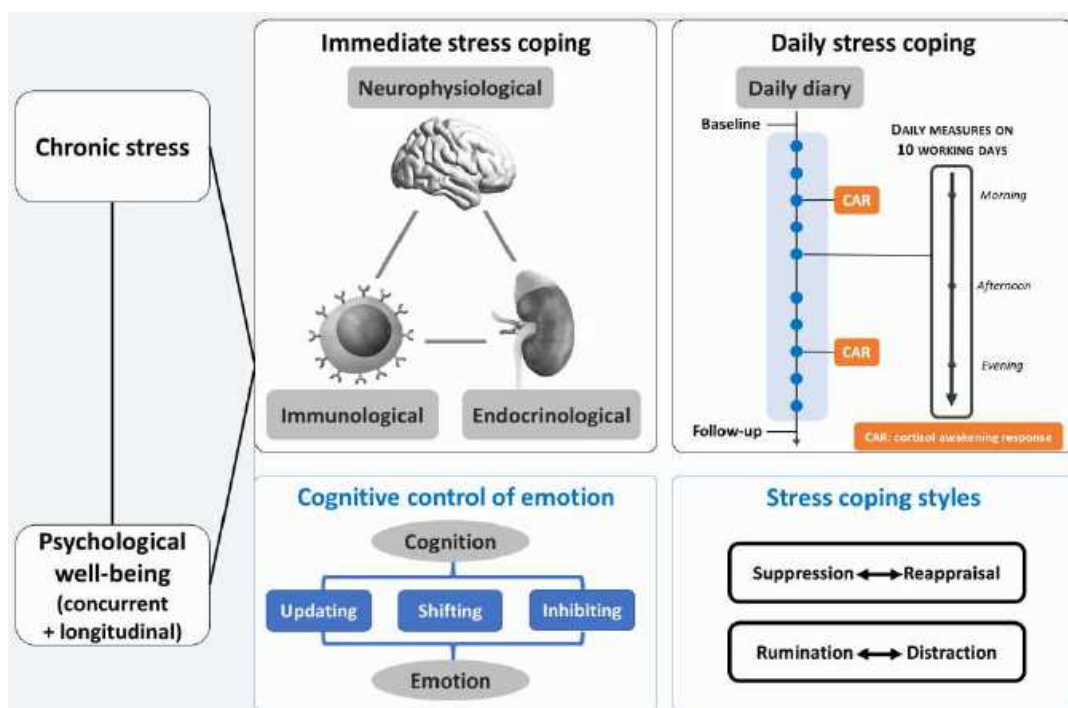 Chronic stress
Psychological
well-being
(concurrent
+ longitudinal)
Immediate stress coping
Neurophysiological
Immunological
Endocrinological
Daily stress coping
Daily diary
Baseline
CAR
CAR
Follow-up
DAILY MEASURES ON
10 WORKING DAYS
Morning
Afternoon
Evening
CAR: cortisol awakening response
Cognitive control of emotion
Cognition
Updating
Shifting
Inhibiting
Emotion
Stress coping styles
Suppression Reappraisal
Rumination Distraction